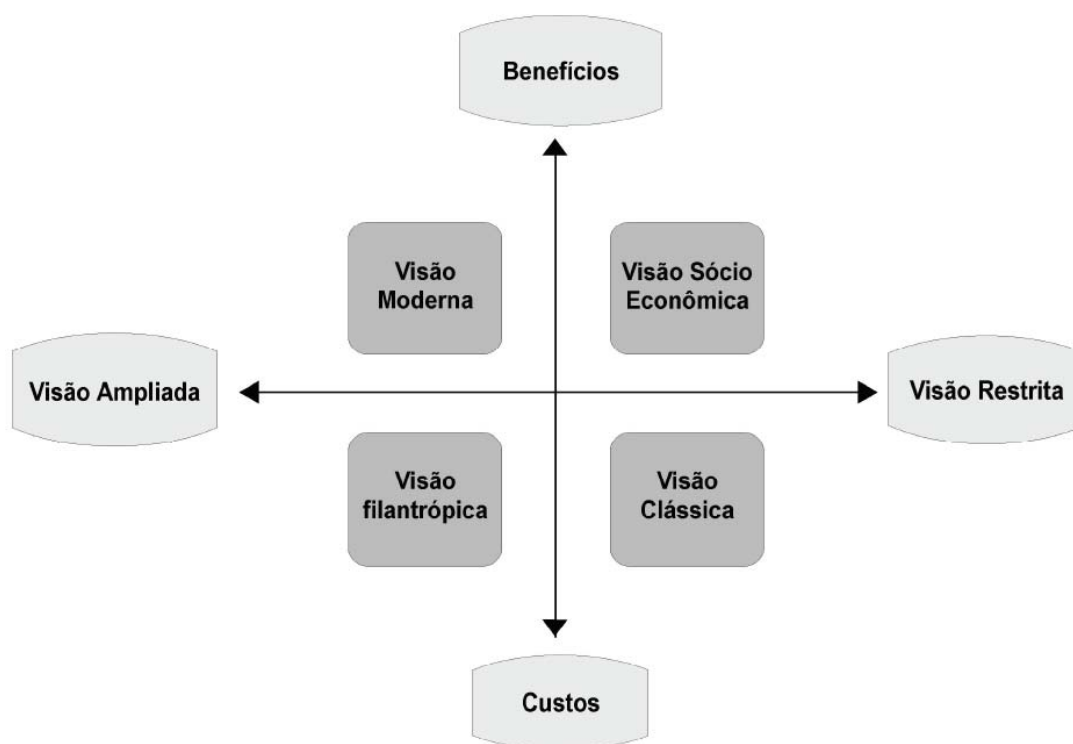 Benefícios
Visão
Moderna
Visão Sócio
Econômica
Visão Ampliada
Visão Restrita
Visão
filantrópica
Visão
Clássica
Custos